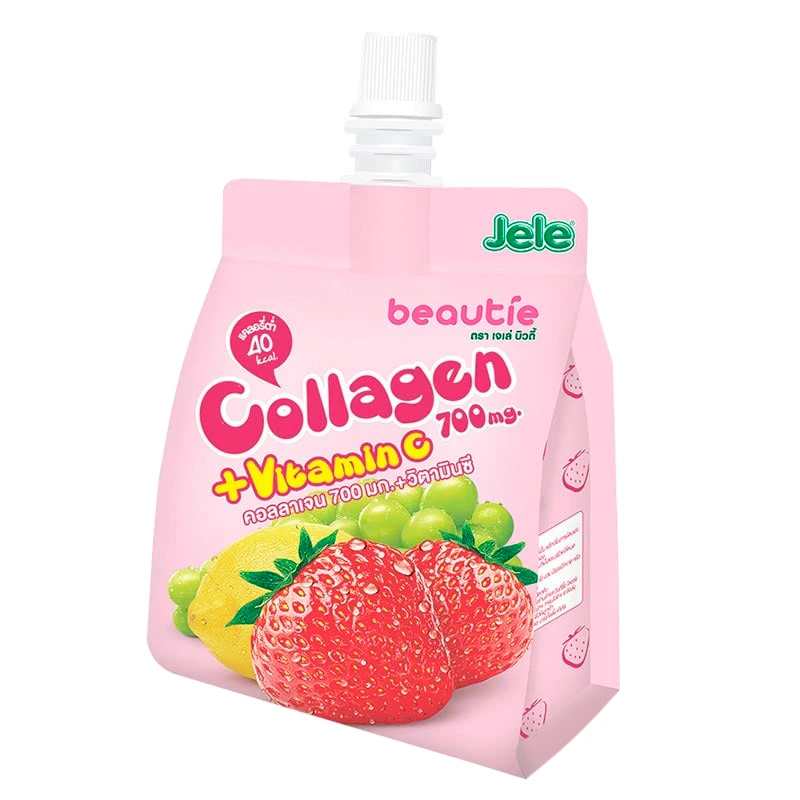 Jele®
beautie
ตรา เจเล่ บิวตี้
แคลอรี่ต่ำ
40
kcal.
Collagen
700mg.
+Vitamin C
คอลลาเจน 700 มก.+วิตามินซี